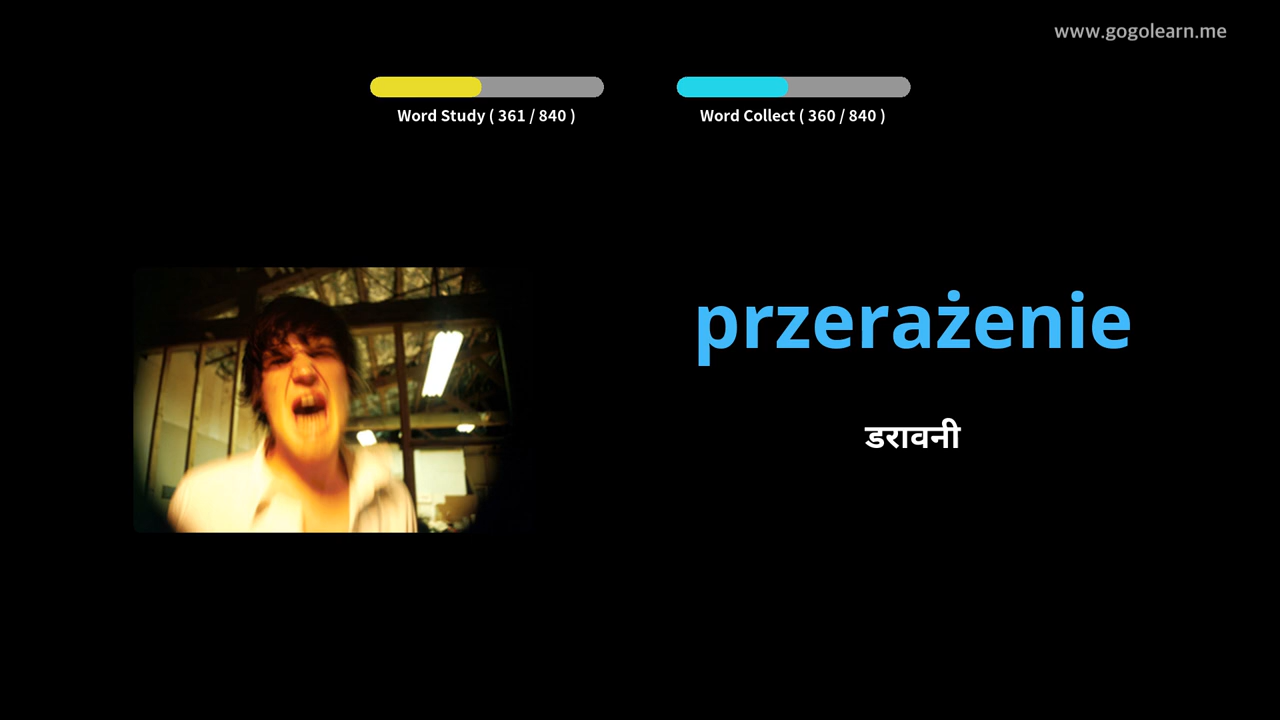 www.gogolearn.me
Word Study ( 361 / 840 )
Word Collect ( 360 / 840 )
przerażenie
डरावनी